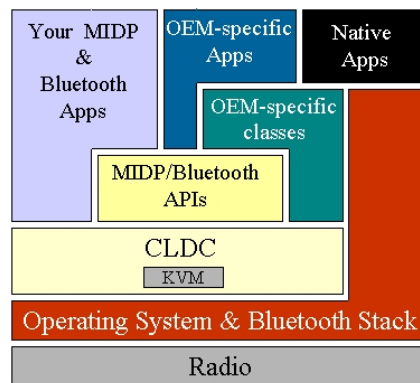 Your MIDP
&
Bluetooth
Apps
OEM-specific
Apps
Native
Apps
OEM-specific
classes
MIDP/Bluetooth
APIs
CLDC
KVM
Operating System & Bluetooth Stack
Radio